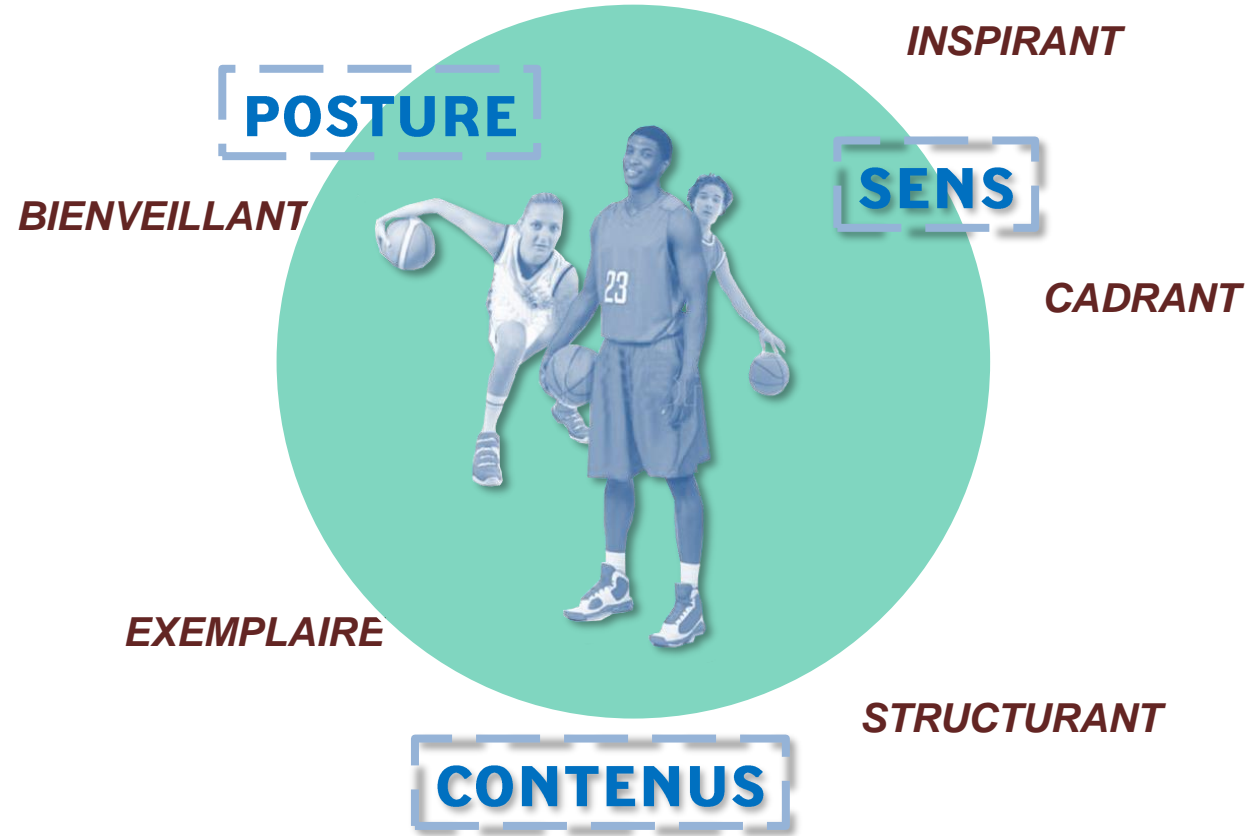 INSPIRANT
POSTURE
SENS
BIENVEILLANT
CADRANT
23
EXEMPLAIRE
STRUCTURANT
CONTENUS